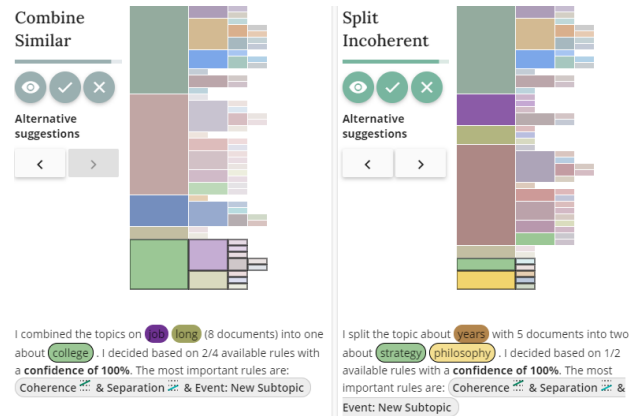 Combine
Similar
Alternative
suggestions
I combined the topics on job long (8 documents) into one
about college . I decided based on 2/4 available rules with
a confidence of 100%. The most important rules are:
Coherence & Separation & Event: New Subtopic
Split
Incoherent
Alternative
suggestions
I split the topic about years with 5 documents into two
about strategy philosophy . I decided based on 1/2
available rules with a confidence of 100%. The most
important rules are: Coherence & Separation &
Event: New Subtopic